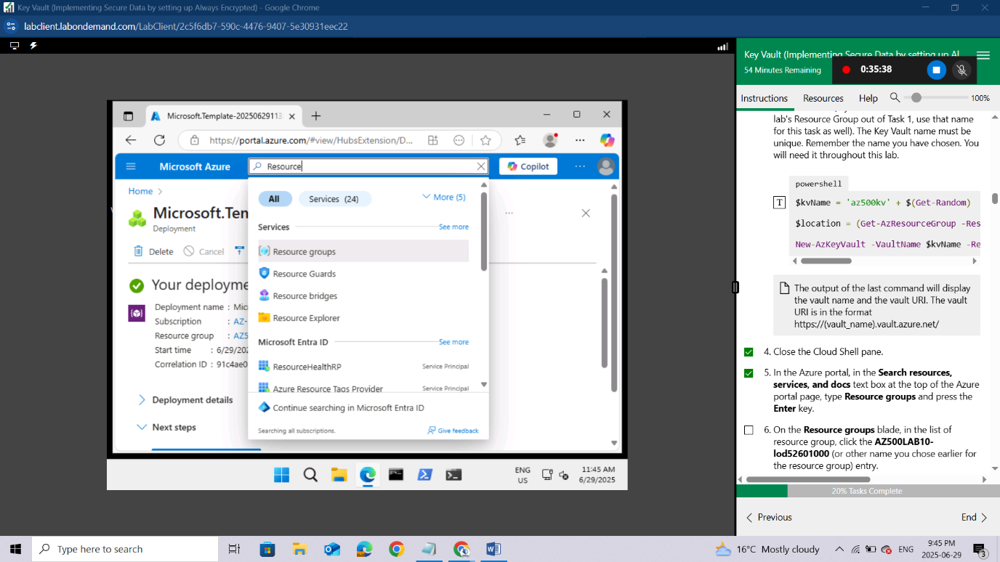 Key Vault (Implementing Secure Data by setting up Always Encrypted) - Google Chrome
labclient.labondemand.com/LabClient/2c5f6db7-590c-4476-9407-5e30931eec22
Key Vault (Implementing Secure Data by setting up Al
54 Minutes Remaining
0:35:38
Instructions Resources Help 100%
lab's Resource Group out of Task 1, use that name
for this task as well). The Key Vault name must be
unique. Remember the name you have chosen. You
will need it throughout this lab.
powershell
T
$kvName = 'az500kv' + $(Get-Random)
$location = (Get-AzResourceGroup -Res
New-AzKeyVault -VaultName $kvName -Re
The output of the last command will display
the vault name and the vault URI. The vault
URI is in the format
https://(vault_name).vault.azure.net/
4. Close the Cloud Shell pane.
5. In the Azure portal, in the Search resources,
services, and docs text box at the top of the Azure
portal page, type Resource groups and press the
Enter key.
6. On the Resource groups blade, in the list of
resource group, click the AZ500LAB10-
lod52601000 (or other name you chose earlier for
the resource group) entry.
20% Tasks Complete
Previous End
Microsoft.Template-20250629113
https://portal.azure.com/#view/HubsExtension/D...
Microsoft Azure
Resource
Copilot
Home
Microsoft.Ten
Deployment
Delete Cancel
Your deployme
Deployment name : Mic
Subscription : AZ-
Resource group : AZ5
Start time : 6/29/202
Correlation ID : 91c4ae0
Deployment details
Next steps
All Services (24) More (5)
Services See more
Resource groups
Resource Guards
Resource bridges
Resource Explorer
Microsoft Entra ID See more
ResourceHealthRP Service Principal
Azure Resource Tags Provider Service Principal
Continue searching in Microsoft Entra ID
Searching all subscriptions. Give feedback
ENG
US
11:45 AM
6/29/2025
Type here to search
16°C Mostly cloudy
ENG
9:45 PM
2025-06-29
3